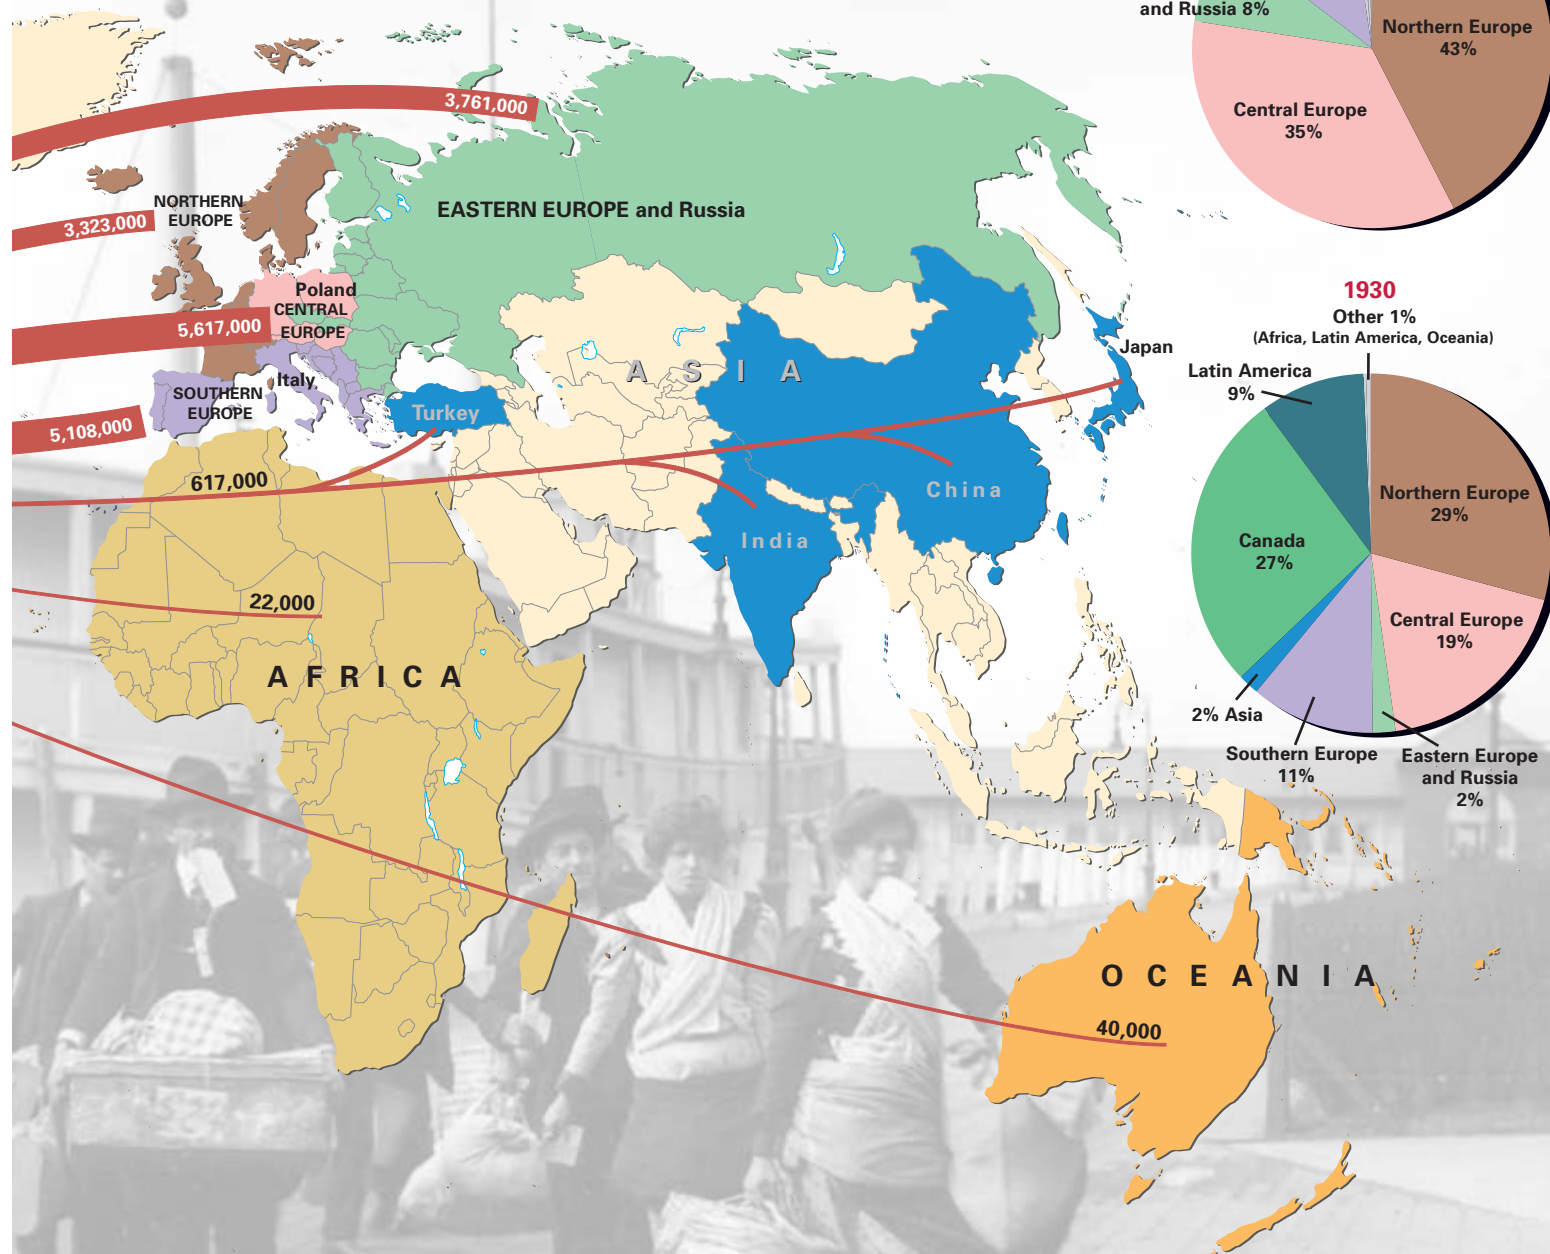 and Russia 8%
Northern Europe
43%
Central Europe
35%
3,761,000
NORTHERN
EUROPE
3,323,000
EASTERN EUROPE and Russia
Poland
CENTRAL
EUROPE
5,617,000
Italy
SOUTHERN
EUROPE
5,108,000
Turkey
ASIA
Japan
China
India
617,000
22,000
AFRICA
OCEANIA
40,000
1930
Other 1%
(Africa, Latin America, Oceania)
Latin America
9%
Northern Europe
29%
Canada
27%
Central Europe
19%
2% Asia
Southern Europe
11%
Eastern Europe
and Russia
2%